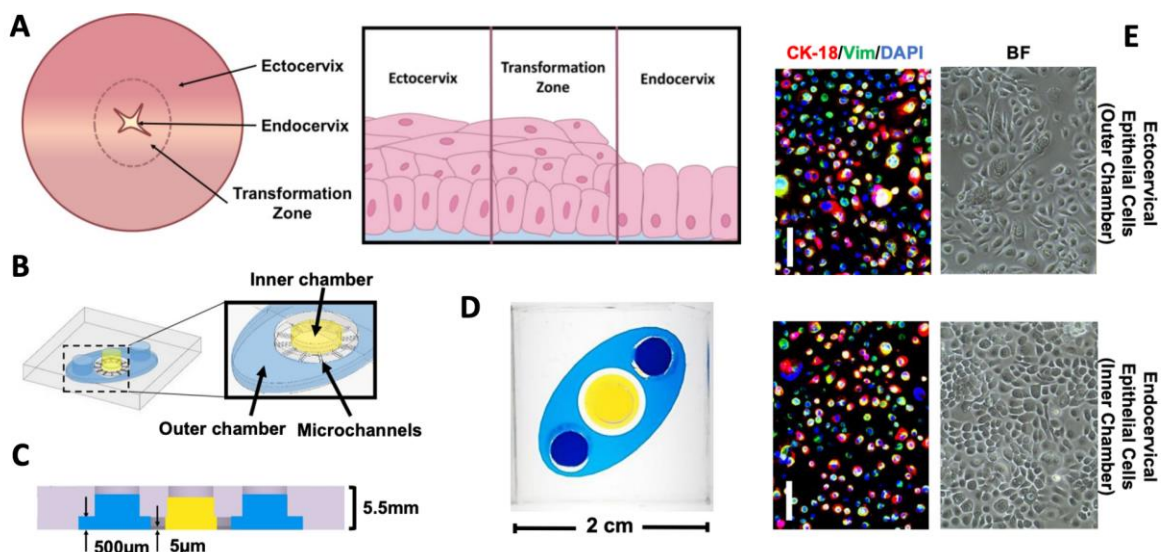 A
Ectocervix
Endocervix
Transformation
Zone
Ectocervix
Transformation
Zone
Endocervix
B
Inner chamber
Outer chamber
Microchannels
C
500μm
5μm
5.5mm
D
2 cm
E
CK-18/Vim/DAPI
BF
Ectocervical
Epithelial Cells
(Outer Chamber)
Endocervical
Epithelial Cells
(Inner Chamber)